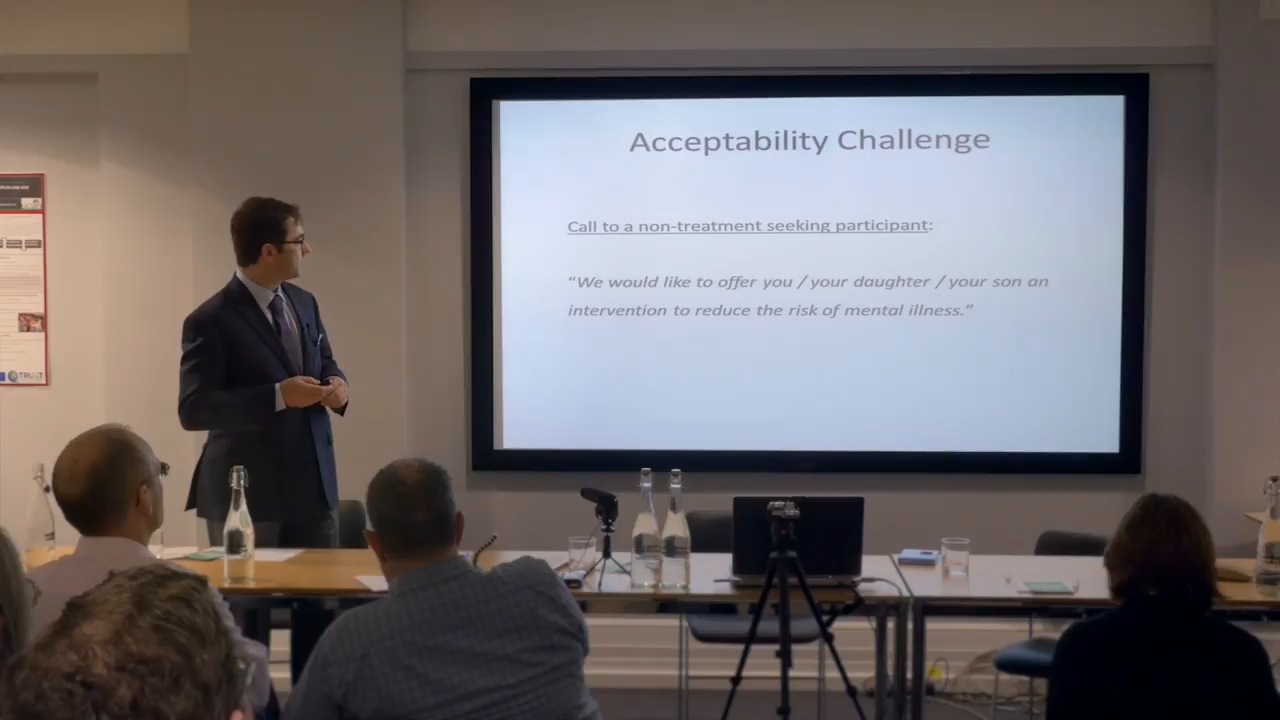 Acceptability Challenge
Call to a non-treatment seeking participant:
“We would like to offer you / your daughter / your son an
intervention to reduce the risk of mental illness.”